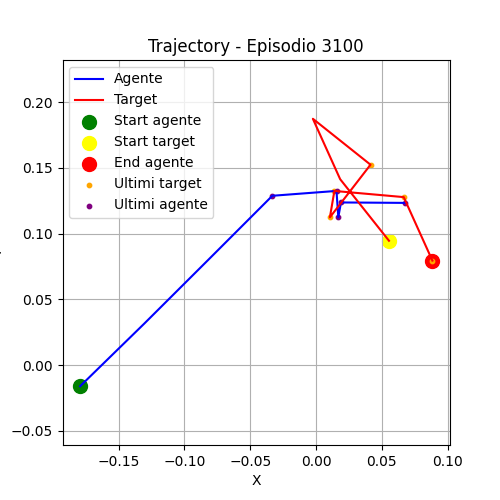 Trajectory - Episodio 3100
Agente
Target
Start agente
Start target
End agente
Ultimi target
Ultimi agente
0.20
0.15
0.10
0.05
0.00
−0.05
−0.15
−0.10
−0.05
0.00
0.05
0.10
X